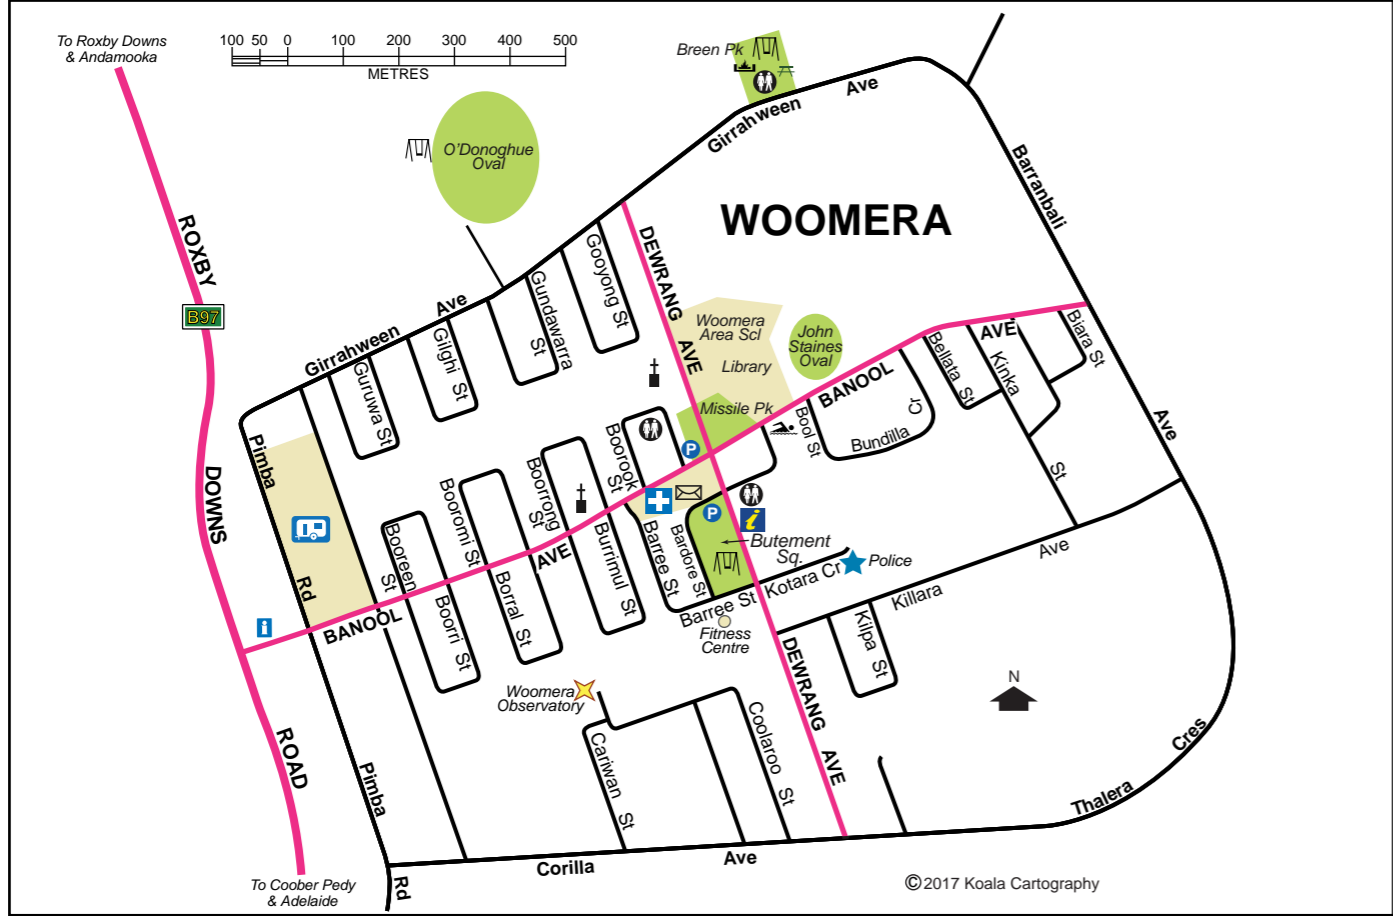 To Roxby Downs
& Andamooka
100 50 0 100 200 300 400 500
METRES
Breen Pk
Girrahween Ave
O'Donoghue
Oval
WOOMERA
Barranbali
Ave
ROXBY
B97
DOWNS
ROAD
DEWRANG
AVE
Gooyong St
Gundawarra
St
Girrahween Ave
Gilghi St
Guruwa St
Woomera
Area Scl
Library
John
Staines
Oval
Missile Pk
P
BANOOL
AVE
Biara St
Kinka
St
Bellata St
Bundilla
Cr
Bool St
Pimba
Rd
Boorook
St
Boorrong
St
Booromi St
Booreen
St
AVE
BANOOL
i
Burrimul St
Borral St
Boorri St
Barree St
Bardore St
P
i
Butement
Sq.
Police
Kotara Cr
Barree St
Fitness
Centre
Killara
Ave
Kilpa St
DEWRANG
AVE
N
Woomera
Observatory
Cariwan St
Coolaroo St
Pimba
Rd
Corilla Ave
Thalera
Cres
To Coober Pedy
& Adelaide
©2017 Koala Cartography